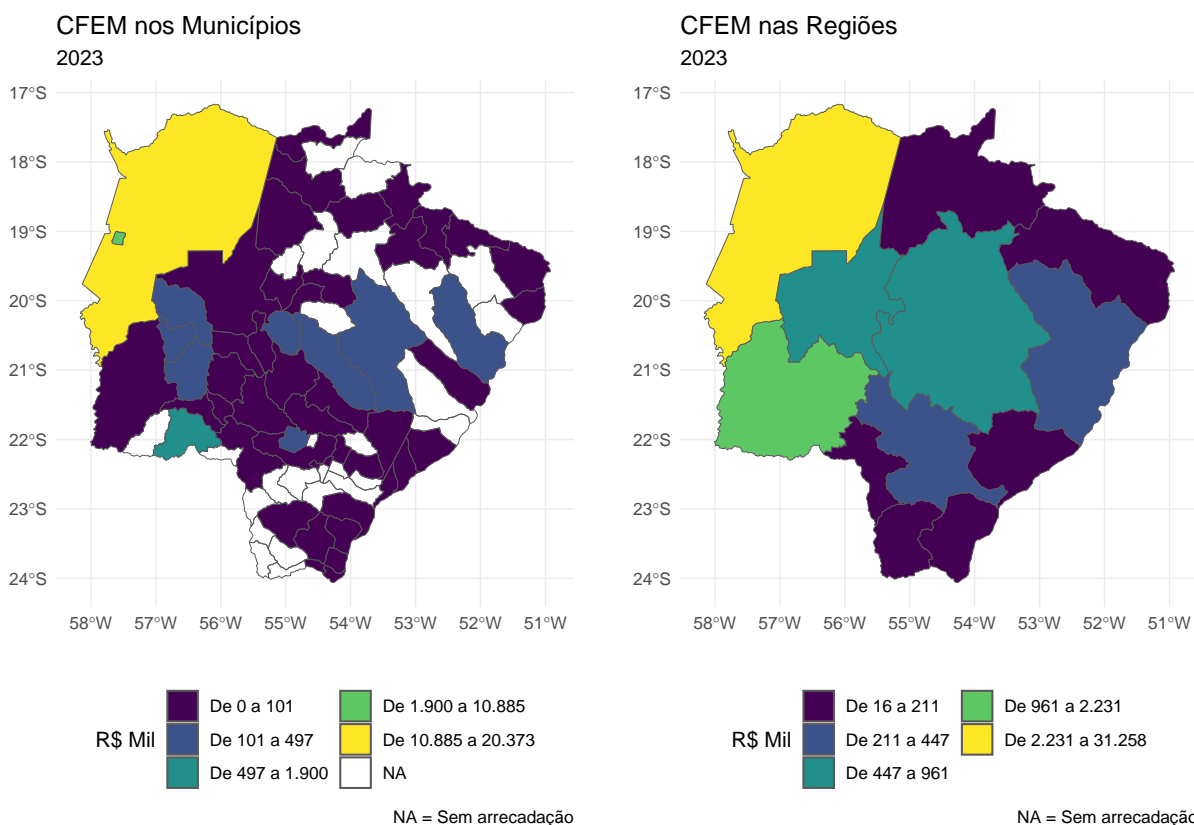 CFEM nos Municípios
2023
17°S
18°S
19°S
20°S
21°S
22°S
23°S
24°S
58°W 57°W 56°W 55°W 54°W 53°W 52°W 51°W
R$ Mil
De 0 a 101
De 101 a 497
De 497 a 1.900
De 1.900 a 10.885
De 10.885 a 20.373
NA
NA = Sem arrecadação
CFEM nas Regiões
2023
17°S
18°S
19°S
20°S
21°S
22°S
23°S
24°S
58°W 57°W 56°W 55°W 54°W 53°W 52°W 51°W
R$ Mil
De 16 a 211
De 211 a 447
De 447 a 961
De 961 a 2.231
De 2.231 a 31.258
NA = Sem arrecadação